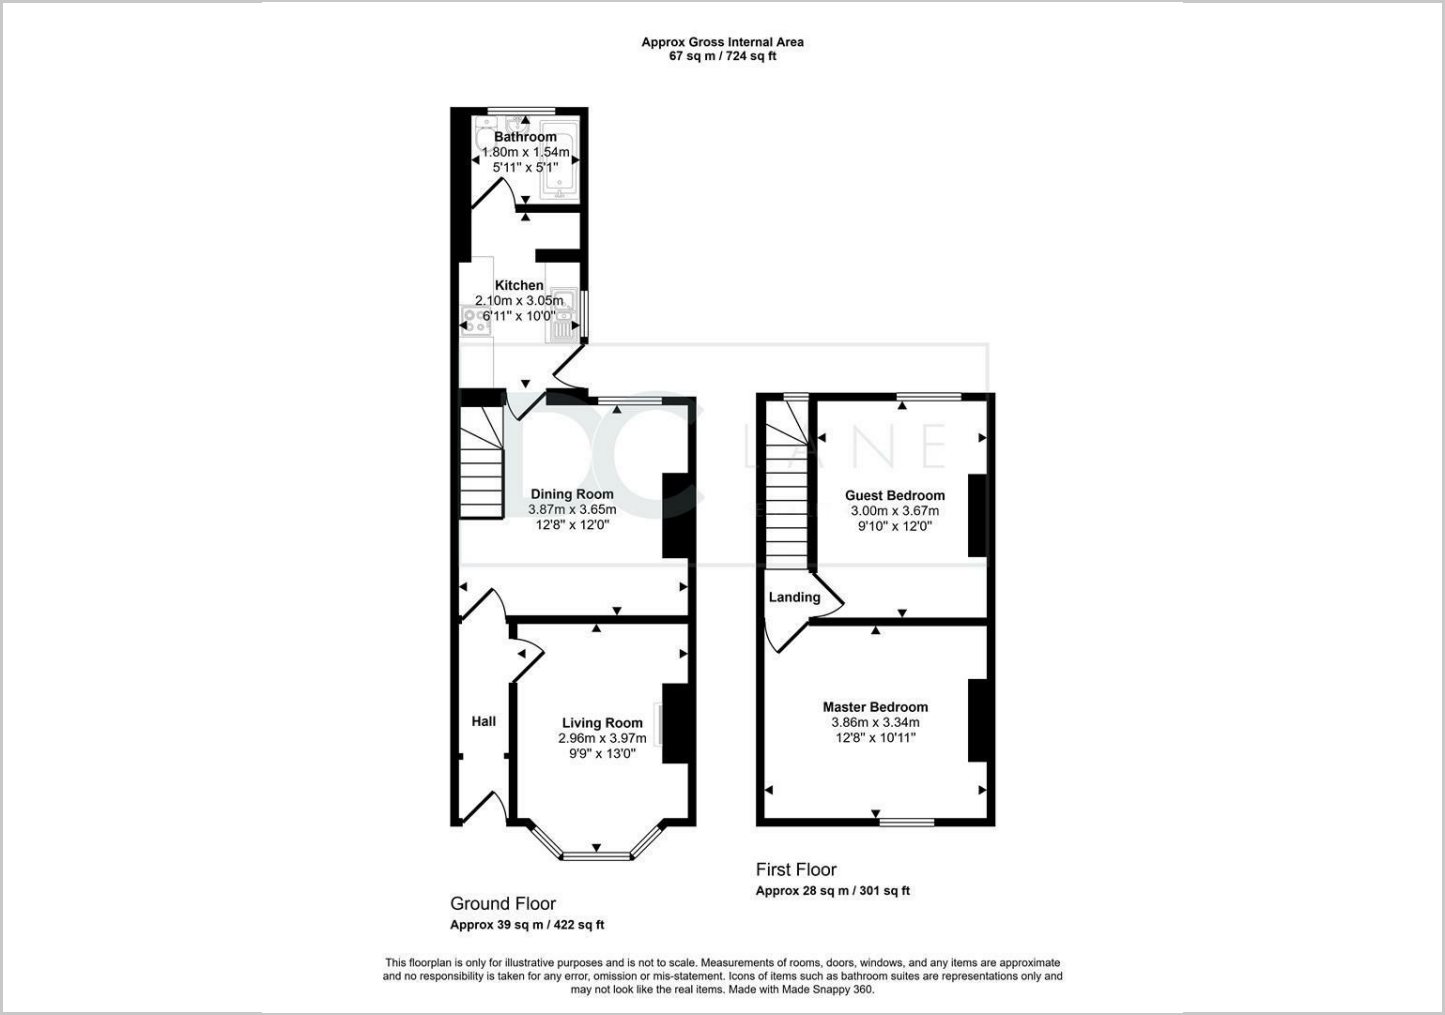 Approx Gross Internal Area
67 sq m / 724 sq ft
Bathroom
1.80m x 1.54m
5'11" x 5'1"
Kitchen
2.10m x 3.05m
6'11" x 10'0"
DC LANE
Dining Room
3.87m x 3.65m
12'8" x 12'0"
Guest Bedroom
3.00m x 3.67m
9'10" x 12'0"
Landing
Hall
Living Room
2.96m x 3.97m
9'9" x 13'0"
Master Bedroom
3.86m x 3.34m
12'8" x 10'11"
First Floor
Approx 28 sq m / 301 sq ft
Ground Floor
Approx 39 sq m / 422 sq ft
This floorplan is only for illustrative purposes and is not to scale. Measurements of rooms, doors, windows, and any items are approximate
and no responsibility is taken for any error, omission or mis-statement. Icons of items such as bathroom suites are representations only and
may not look like the real items. Made with Made Snappy 360.